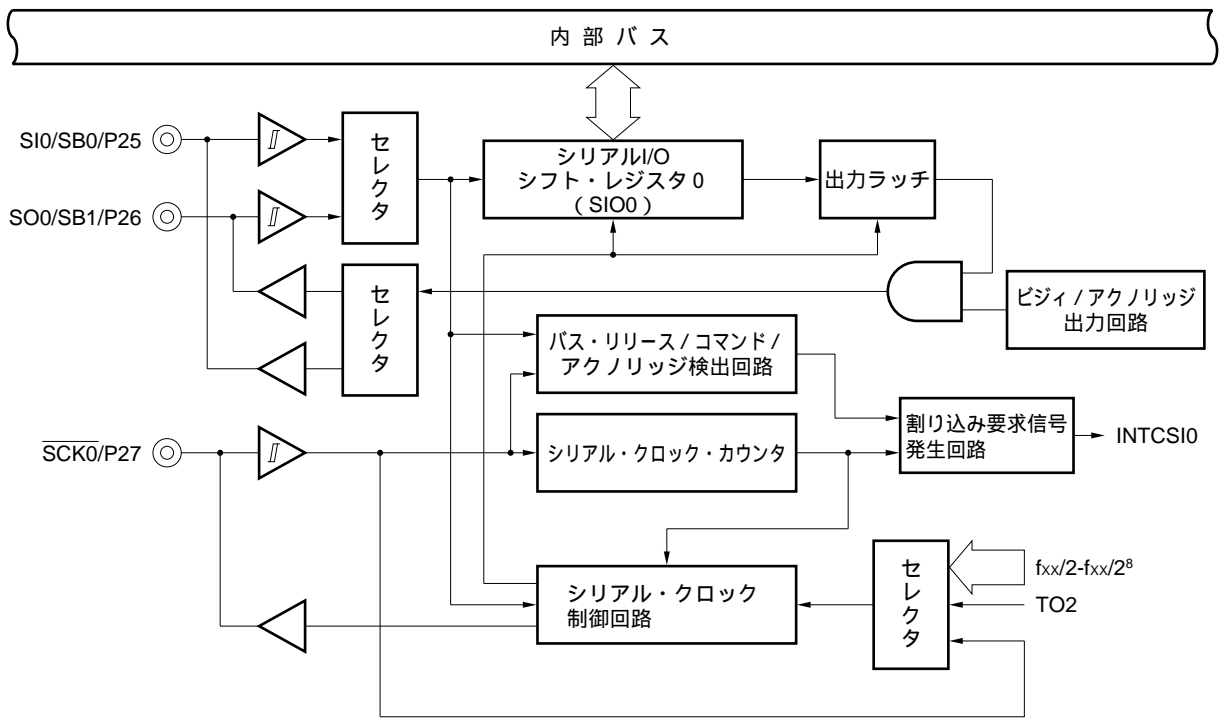 内部バス
SI0/SB0/P25
セレクタ
シリアルI/O
シフト・レジスタ0
(SIO0)
出力ラッチ
SO0/SB1/P26
セレクタ
ビジィ/アクノリッジ
出力回路
バス・リリース/コマンド/
アクノリッジ検出回路
SCK0/P27
シリアル・クロック・カウンタ
割り込み要求信号
発生回路
INTCSI0
シリアル・クロック
制御回路
セレクタ
fxx/2-fxx/2⁸
TO2